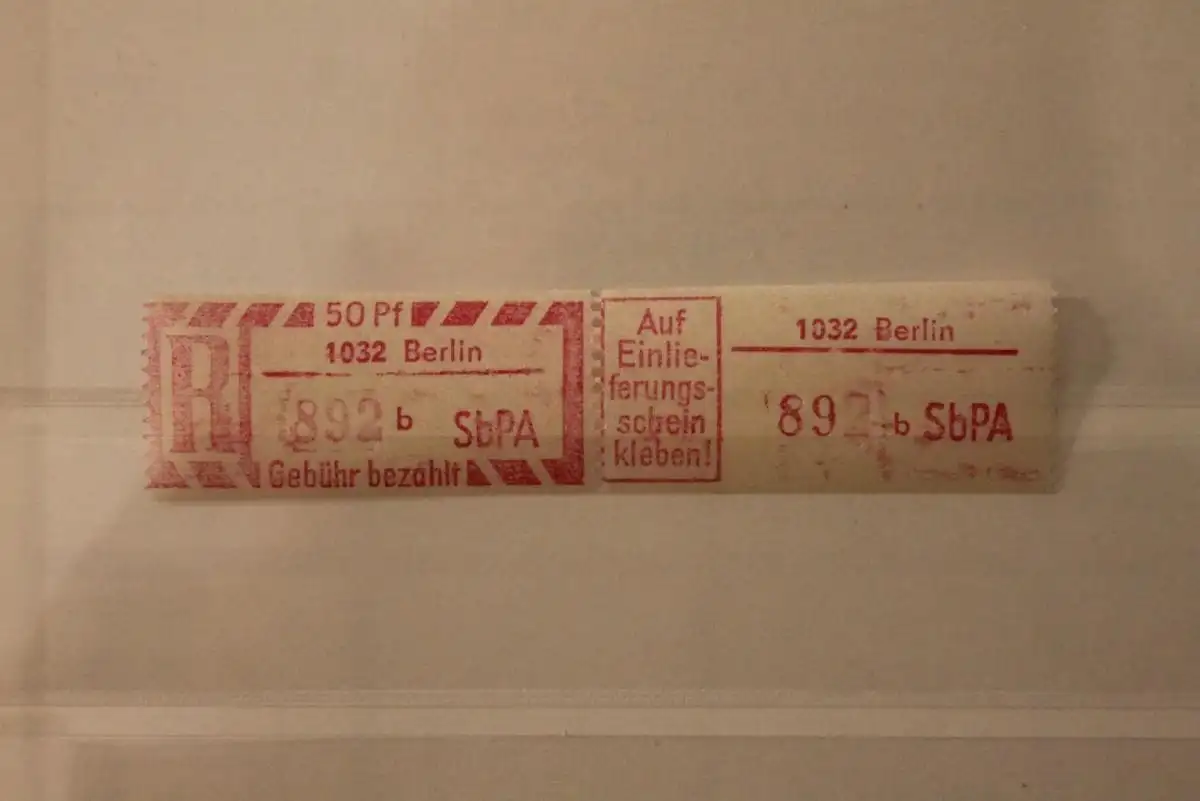 50 Pf
1032 Berlin
R
892 b SbPA
Gebühr bezahlt
Auf
Einlie-
ferungs-
schein
kleben!
1032 Berlin
892 b SbPA